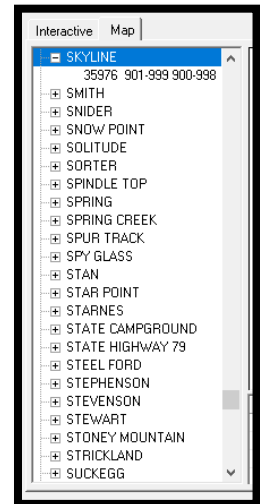 Interactive Map
SKYLINE
35976 901-999 900-998
SMITH
SNIDER
SNOW POINT
SOLITUDE
SORTER
SPINDLE TOP
SPRING
SPRING CREEK
SPUR TRACK
SPY GLASS
STAN
STAR POINT
STARNES
STATE CAMPGROUND
STATE HIGHWAY 79
STEEL FORD
STEPHENSON
STEVENSON
STEWART
STONEY MOUNTAIN
STRICKLAND
SUCKEGG